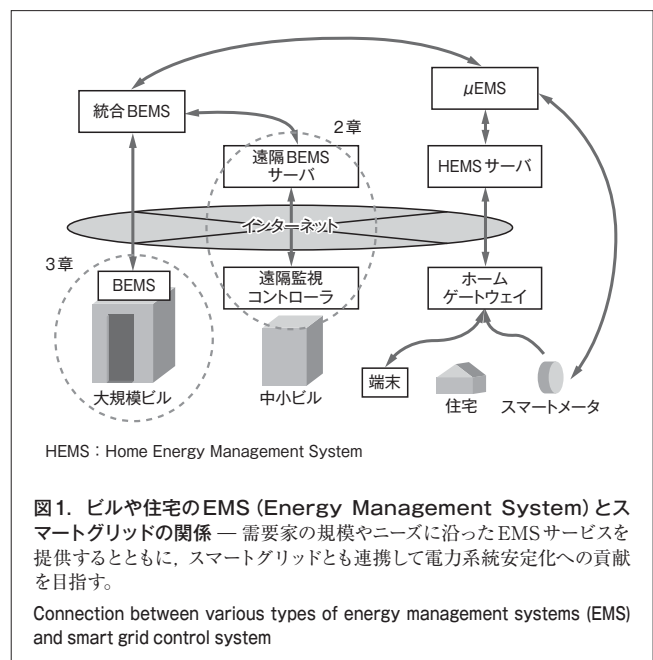 統合BEMS
μEMS
2章
遠隔BEMS
サーバ
HEMSサーバ
インターネット
3章
BEMS
遠隔監視
コントローラ
ホーム
ゲートウェイ
端末
大規模ビル
中小ビル
住宅
スマートメータ
HEMS：Home Energy Management System
図1．ビルや住宅のEMS（Energy Management System）とス
マートグリッドの関係 — 需要家の規模やニーズに沿ったEMSサービスを
提供するとともに，スマートグリッドとも連携して電力系統安定化への貢献
を目指す。
Connection between various types of energy management systems (EMS)
and smart grid control system